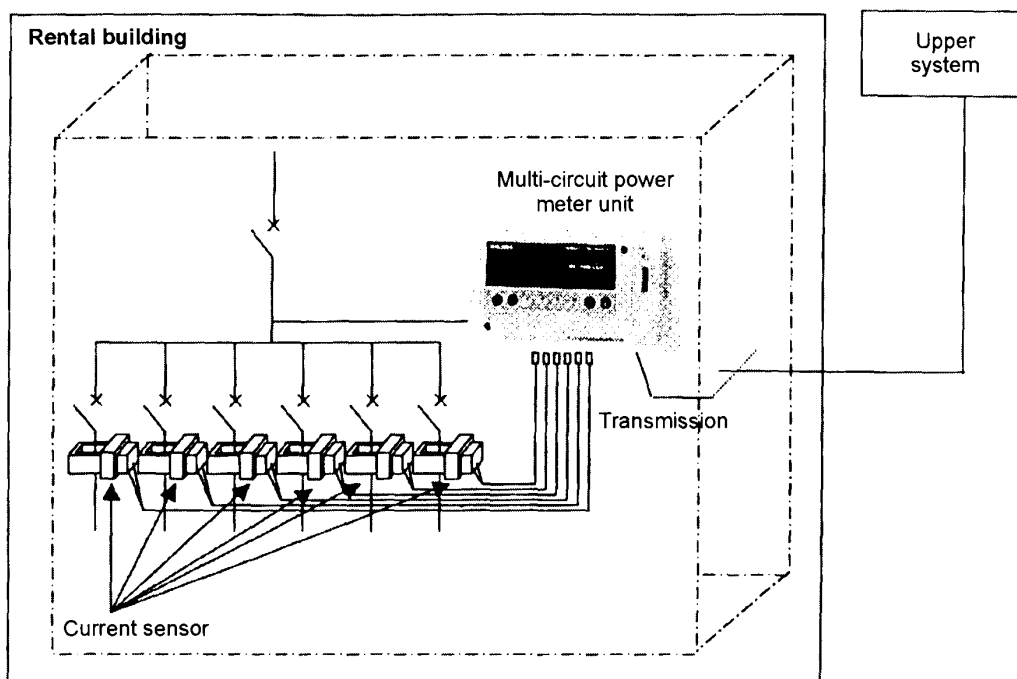 Rental building
Upper
system
Multi-circuit power
meter unit
Transmission
Current sensor